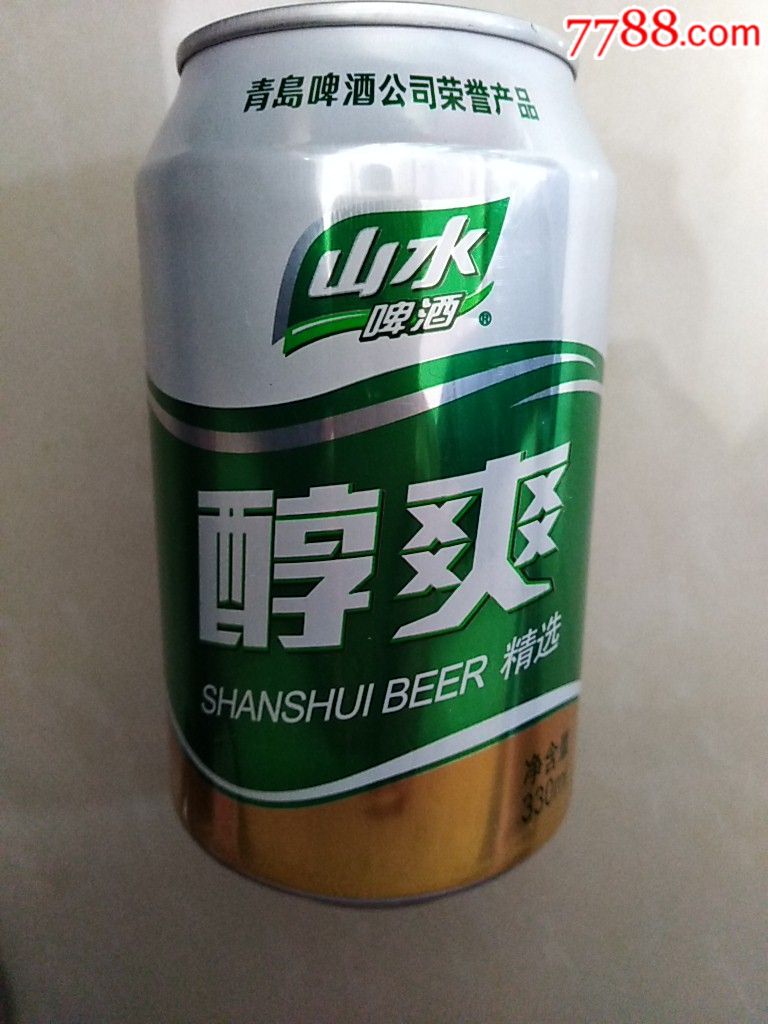 7788.com
青島啤酒公司荣誉产品
山水
啤酒®
醇爽
SHANSHUI BEER 精选
净含量
330m